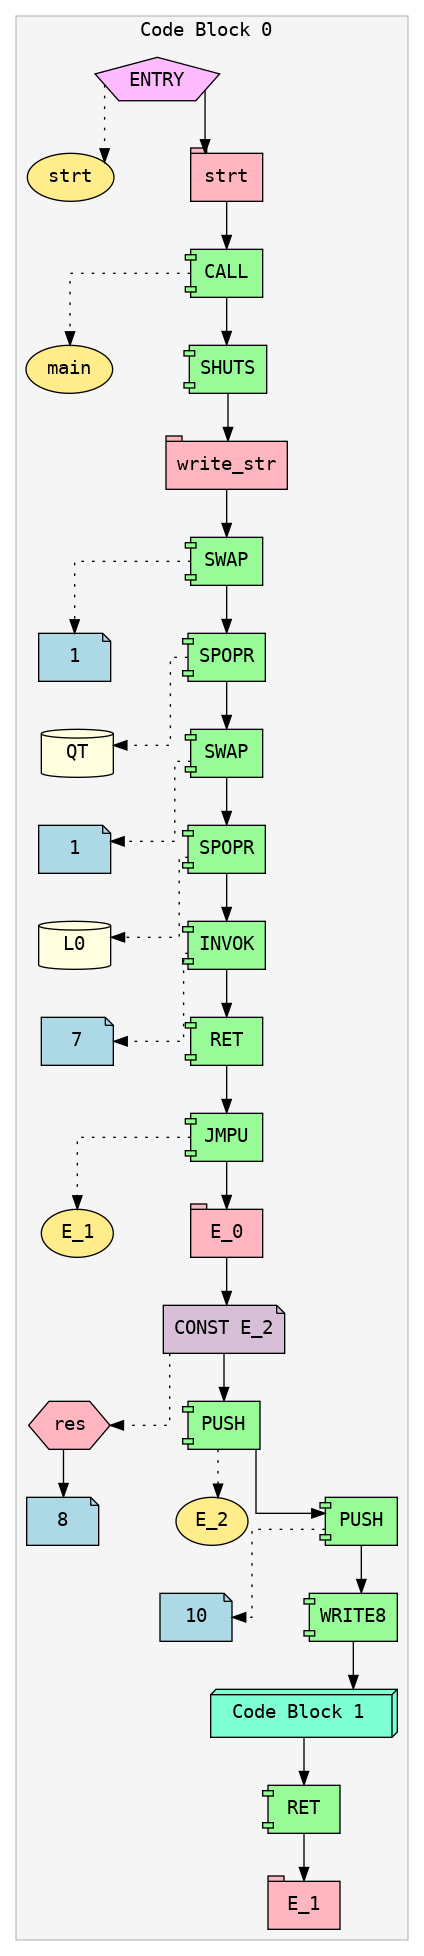 Code Block 0
ENTRY
strt
strt
CALL
main
SHUTS
write_str
SWAP
1
SPOPR
QT
SWAP
1
SPOPR
L0
INVOK
7
RET
JMPU
E_1
E_0
CONST E_2
res
PUSH
8
E_2
PUSH
10
WRITE8
Code Block 1
RET
E_1